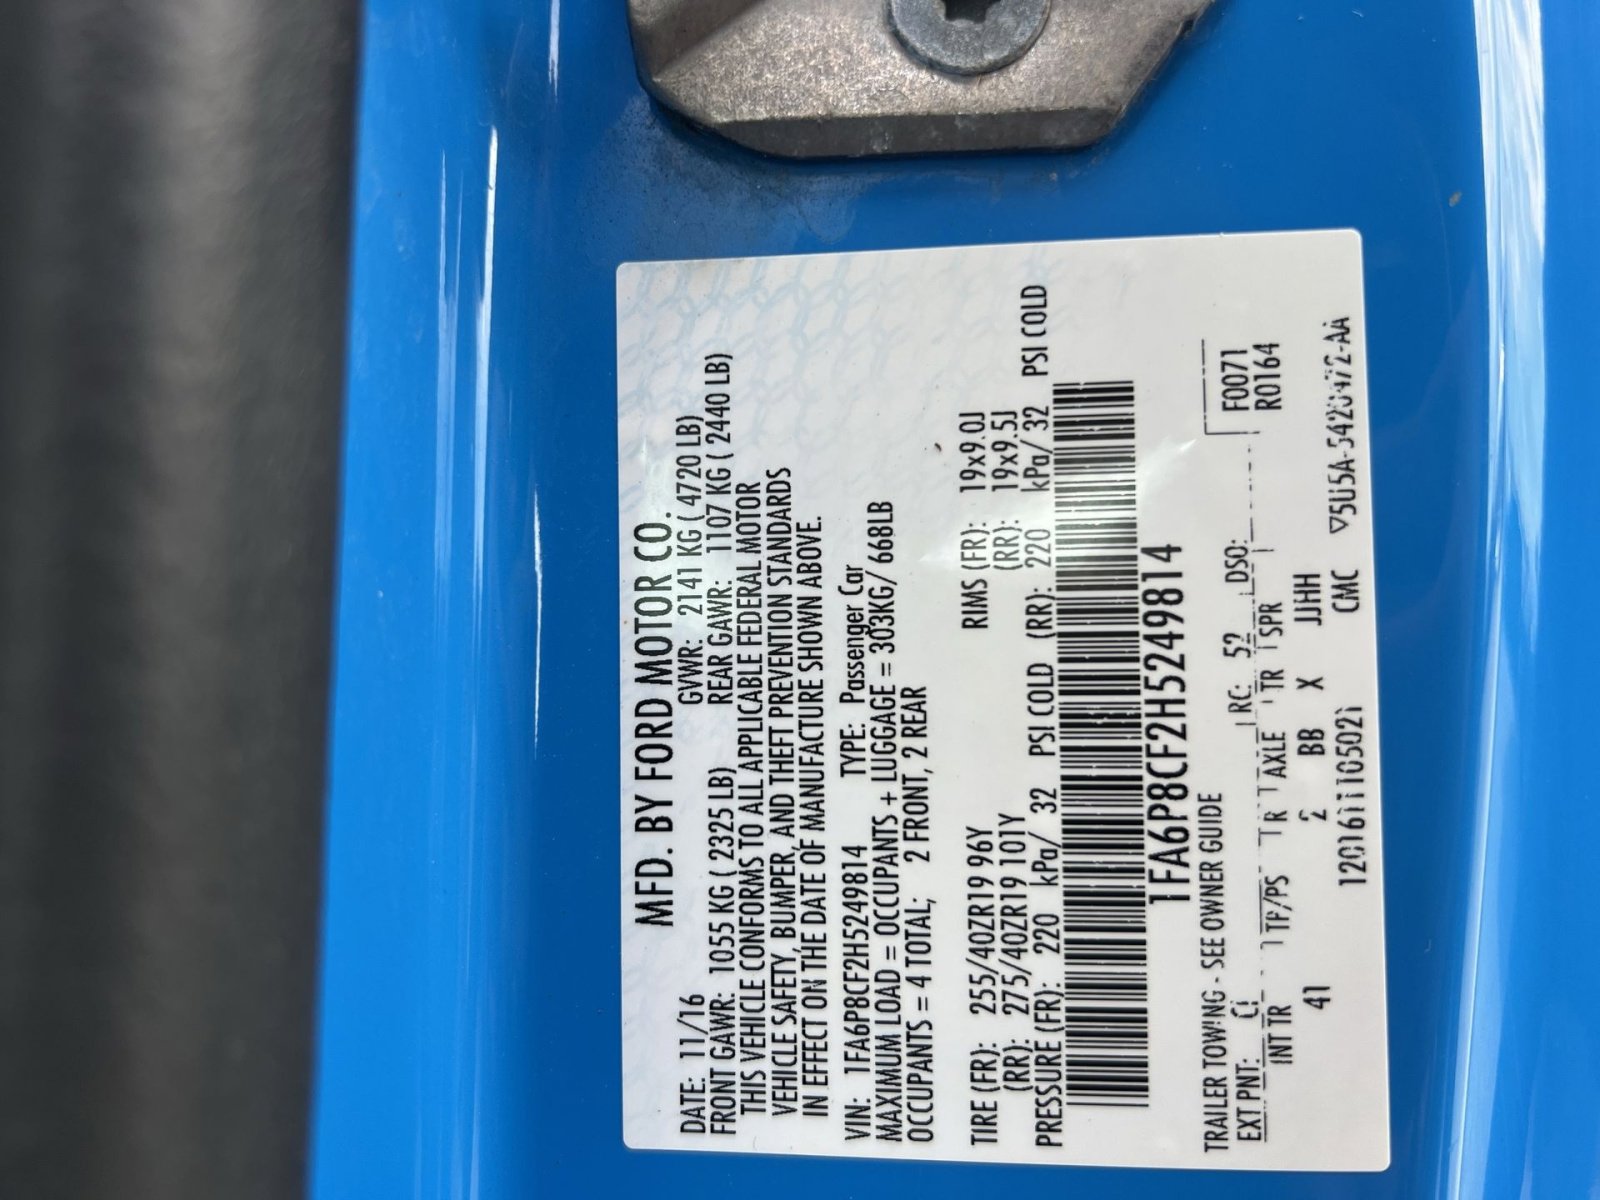 MFD. BY FORD MOTOR CO.
DATE: 11/16 GVWR: 2141 KG ( 4720 LB)
FRONT GAWR: 1055 KG ( 2325 LB) REAR GAWR: 1107 KG ( 2440 LB)
THIS VEHICLE CONFORMS TO ALL APPLICABLE FEDERAL MOTOR
VEHICLE SAFETY, BUMPER, AND THEFT PREVENTION STANDARDS
IN EFFECT ON THE DATE OF MANUFACTURE SHOWN ABOVE.
VIN: 1FA6P8CF2H5249814 TYPE: Passenger Car
MAXIMUM LOAD = OCCUPANTS + LUGGAGE = 303KG/ 668LB
OCCUPANTS = 4 TOTAL; 2 FRONT, 2 REAR
TIRE (FR): 255/40ZR19 96Y RIMS (FR): 19x9.0J
(RR): 275/40ZR19 101Y (RR): 19x9.5J
PRESSURE (FR): 220 kPa/ 32 PSI COLD (RR): 220 kPa/ 32 PSI COLD
1FA6P8CF2H5249814
TRAILER TOWING - SEE OWNER GUIDE
F0071
EXT PNT: RC: 52 DSO: R0164
INT TR TP/PS TR AXLE TR SPR
41 BB X JJHH
CMC